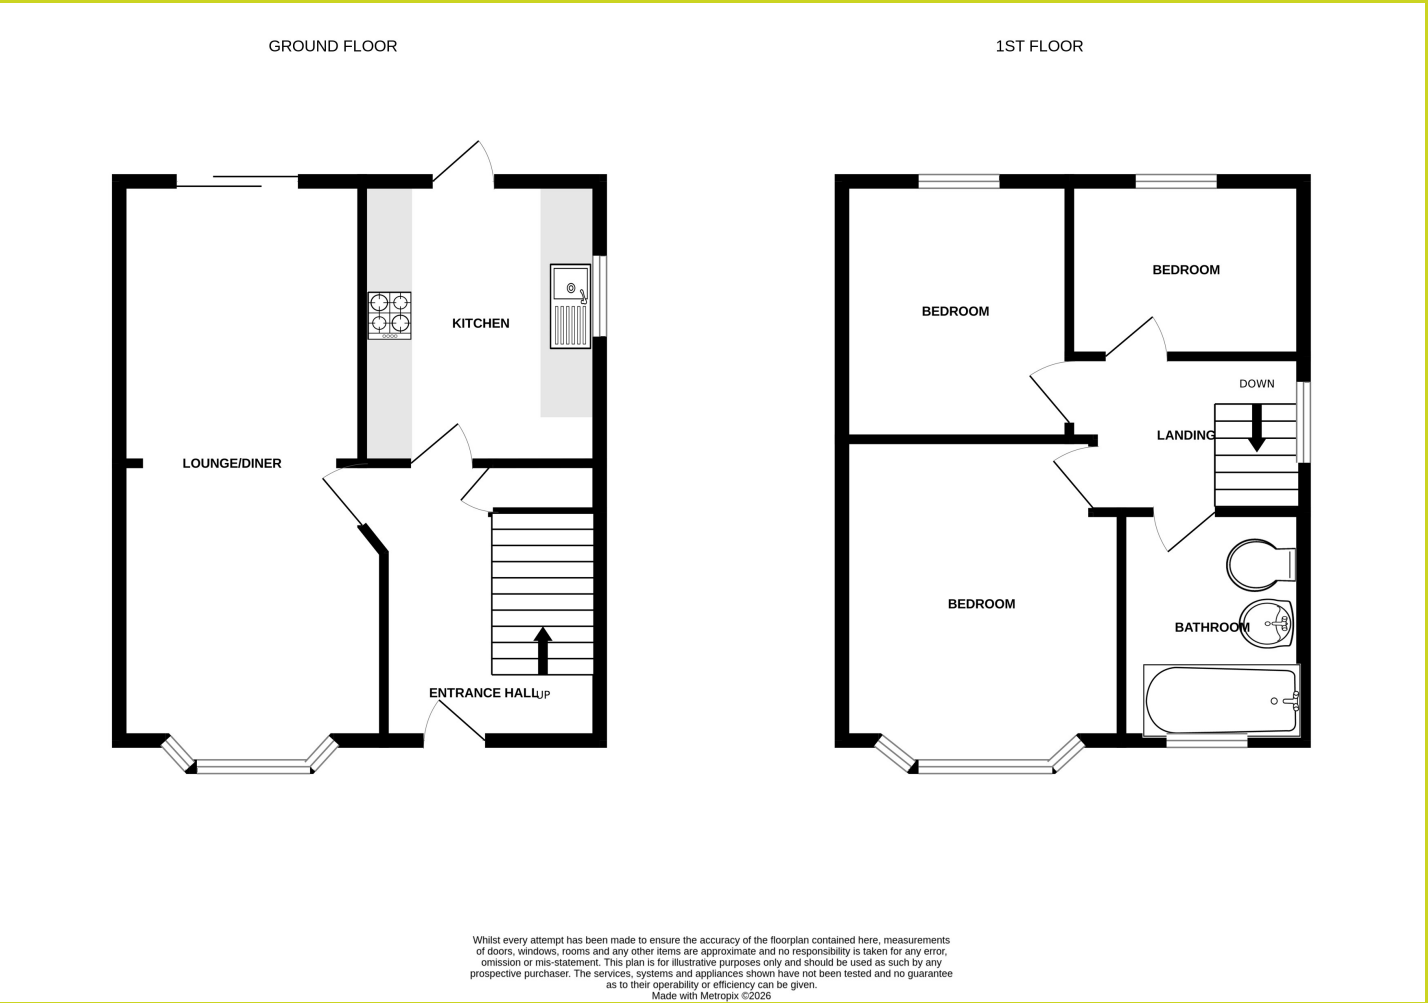 GROUND FLOOR
1ST FLOOR
KITCHEN
LOUNGE/DINER
ENTRANCE HALL
UP
BEDROOM
BEDROOM
DOWN
LANDING
BEDROOM
BATHROOM
Whilst every attempt has been made to ensure the accuracy of the floorplan contained here, measurements
of doors, windows, rooms and any other items are approximate and no responsibility is taken for any error,
omission or mis-statement. This plan is for illustrative purposes only and should be used as such by any
prospective purchaser. The services, systems and appliances shown have not been tested and no guarantee
as to their operability or efficiency can be given.
Made with Metropix ©2026